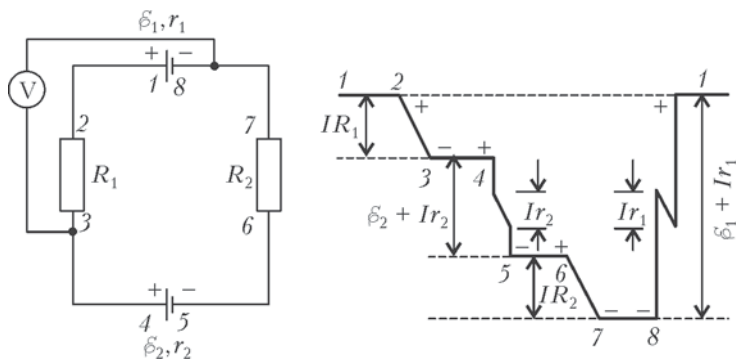 ℰ₁, r₁
+ −
1 8
V
2
R₁
3
7
R₂
6
+ −
4 5
ℰ₂, r₂
1 2 1
+ +
IR₁
− +
3 4
ℰ₂ + Ir₂
Ir₂
Ir₁
ℰ₁ + Ir₁
− +
5 6
IR₂
− −
7 8